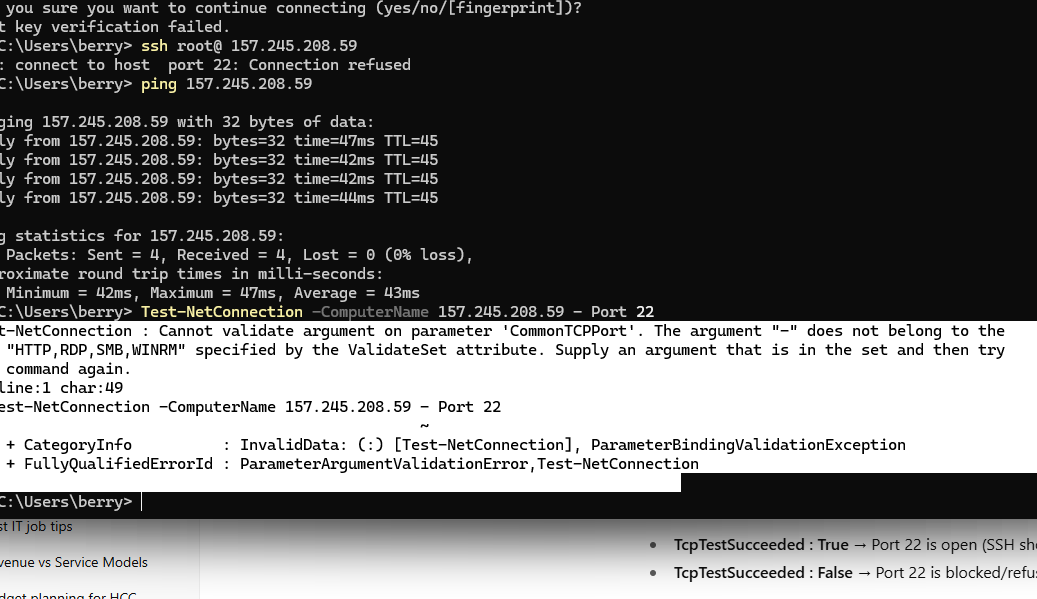 you sure you want to continue connecting (yes/no/[fingerprint])?
t key verification failed.
C:\Users\berry> ssh root@ 157.245.208.59
: connect to host  port 22: Connection refused
C:\Users\berry> ping 157.245.208.59
ging 157.245.208.59 with 32 bytes of data:
ly from 157.245.208.59: bytes=32 time=47ms TTL=45
ly from 157.245.208.59: bytes=32 time=42ms TTL=45
ly from 157.245.208.59: bytes=32 time=42ms TTL=45
ly from 157.245.208.59: bytes=32 time=44ms TTL=45
g statistics for 157.245.208.59:
Packets: Sent = 4, Received = 4, Lost = 0 (0% loss),
roximate round trip times in milli-seconds:
Minimum = 42ms, Maximum = 47ms, Average = 43ms
C:\Users\berry> Test-NetConnection -ComputerName 157.245.208.59 - Port 22
t-NetConnection : Cannot validate argument on parameter 'CommonTCPPort'. The argument "-" does not belong to the
"HTTP,RDP,SMB,WINRM" specified by the ValidateSet attribute. Supply an argument that is in the set and then try
command again.
line:1 char:49
est-NetConnection -ComputerName 157.245.208.59 - Port 22
~
+ CategoryInfo          : InvalidData: (:) [Test-NetConnection], ParameterBindingValidationException
+ FullyQualifiedErrorId : ParameterArgumentValidationError,Test-NetConnection
C:\Users\berry>
st IT job tips
venue vs Service Models
dget planning for HCC
• TcpTestSucceeded : True → Port 22 is open (SSH sh
• TcpTestSucceeded : False → Port 22 is blocked/refu